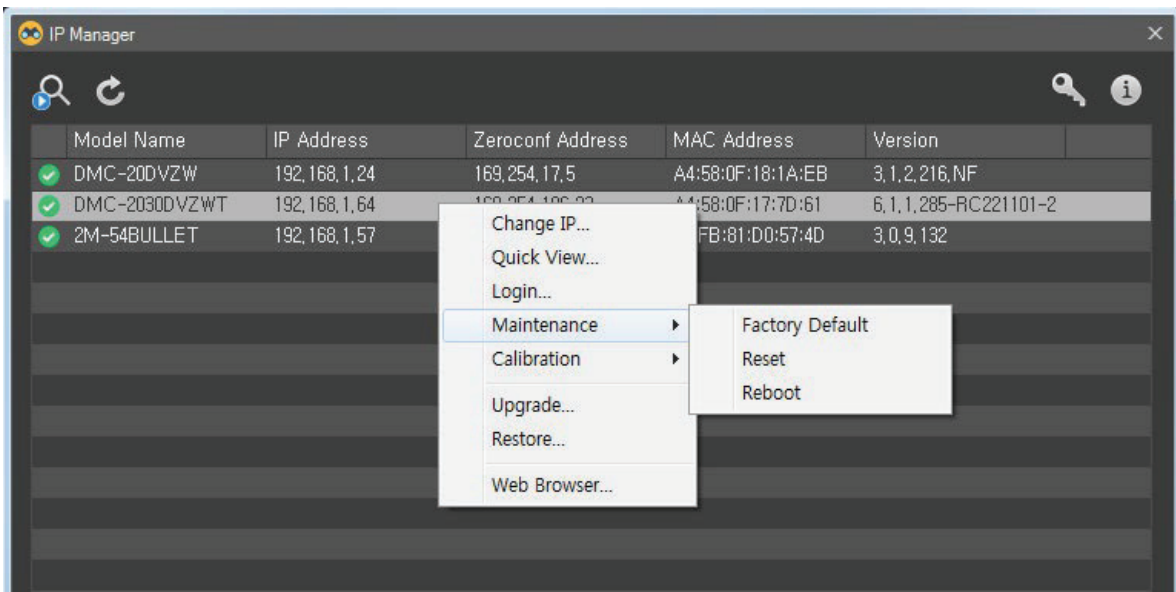 IP Manager
Model Name IP Address Zeroconf Address MAC Address Version
DMC-20DVZW 192,168,1,24 169,254,17,5 A4:58:0F:18:1A:EB 3,1,2,216,NF
DMC-2030DVZWT 192,168,1,64 :58:0F:17:7D:61 6,1,1,285-RC221101-2
2M-54BULLET 192,168,1,57 FB:81:D0:57:4D 3,0,9,132
Change IP...
Quick View...
Login...
Maintenance
Calibration
Upgrade...
Restore...
Web Browser...
Factory Default
Reset
Reboot